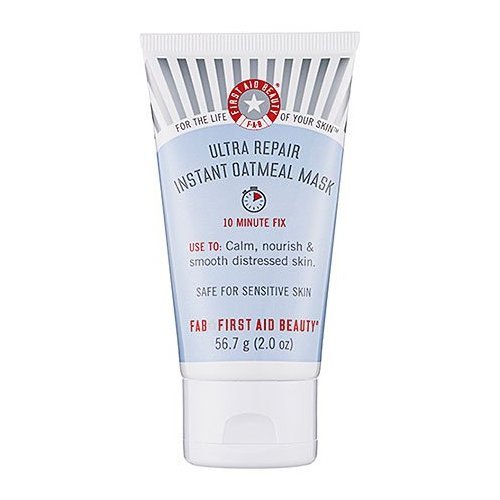 FIRST AID BEAUTY
FAB
FOR THE LIFE OF YOUR SKIN™
ULTRA REPAIR
INSTANT OATMEAL MASK
10 MINUTE FIX
USE TO: Calm, nourish &
smooth distressed skin.
SAFE FOR SENSITIVE SKIN
FAB FIRST AID BEAUTY®
56.7 g (2.0 oz)